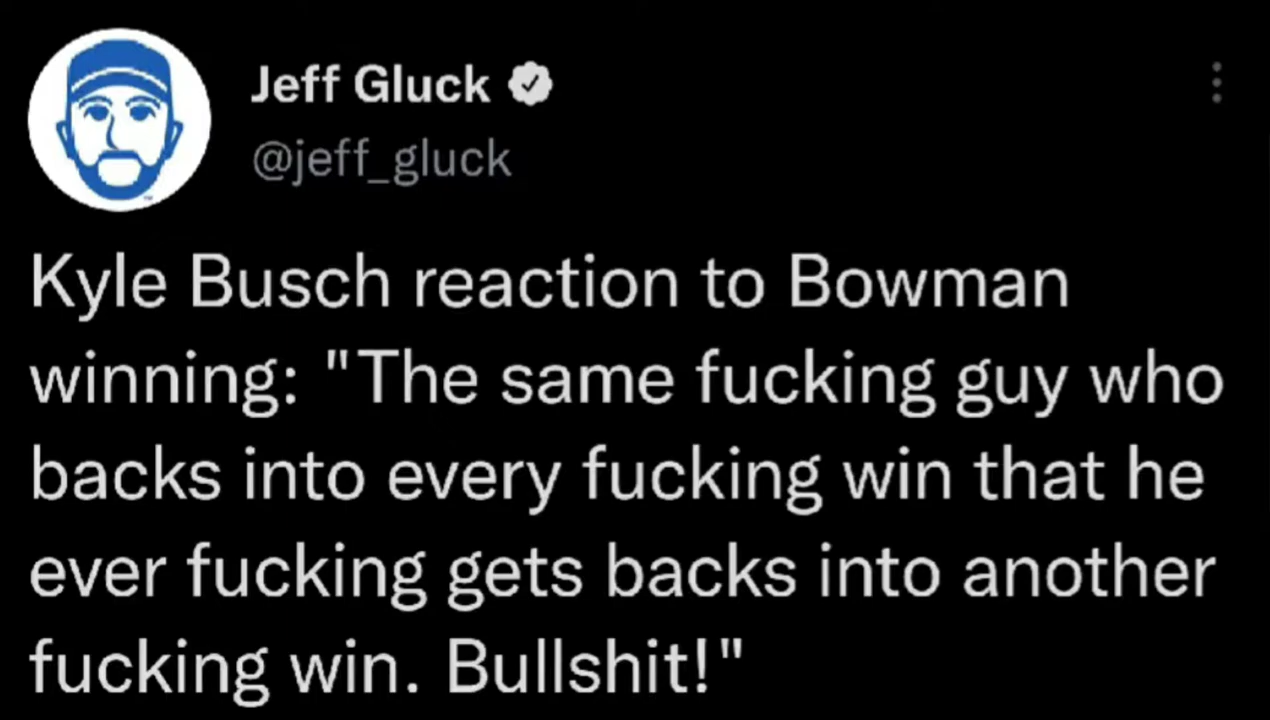 Jeff Gluck
@jeff_gluck
Kyle Busch reaction to Bowman
winning: "The same fucking guy who
backs into every fucking win that he
ever fucking gets backs into another
fucking win. Bullshit!"